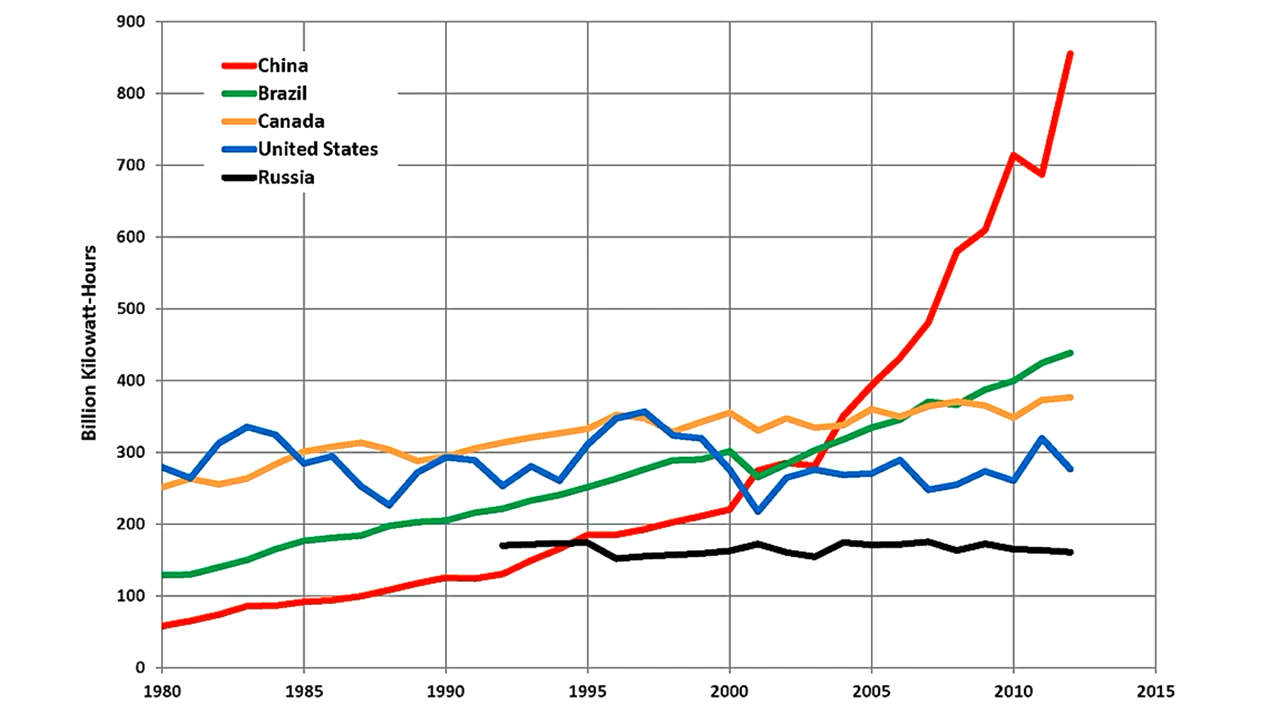 900
China
Brazil
Canada
United States
Russia
800
700
600
500
400
300
200
100
0
Billion Kilowatt-Hours
1980 1985 1990 1995 2000 2005 2010 2015